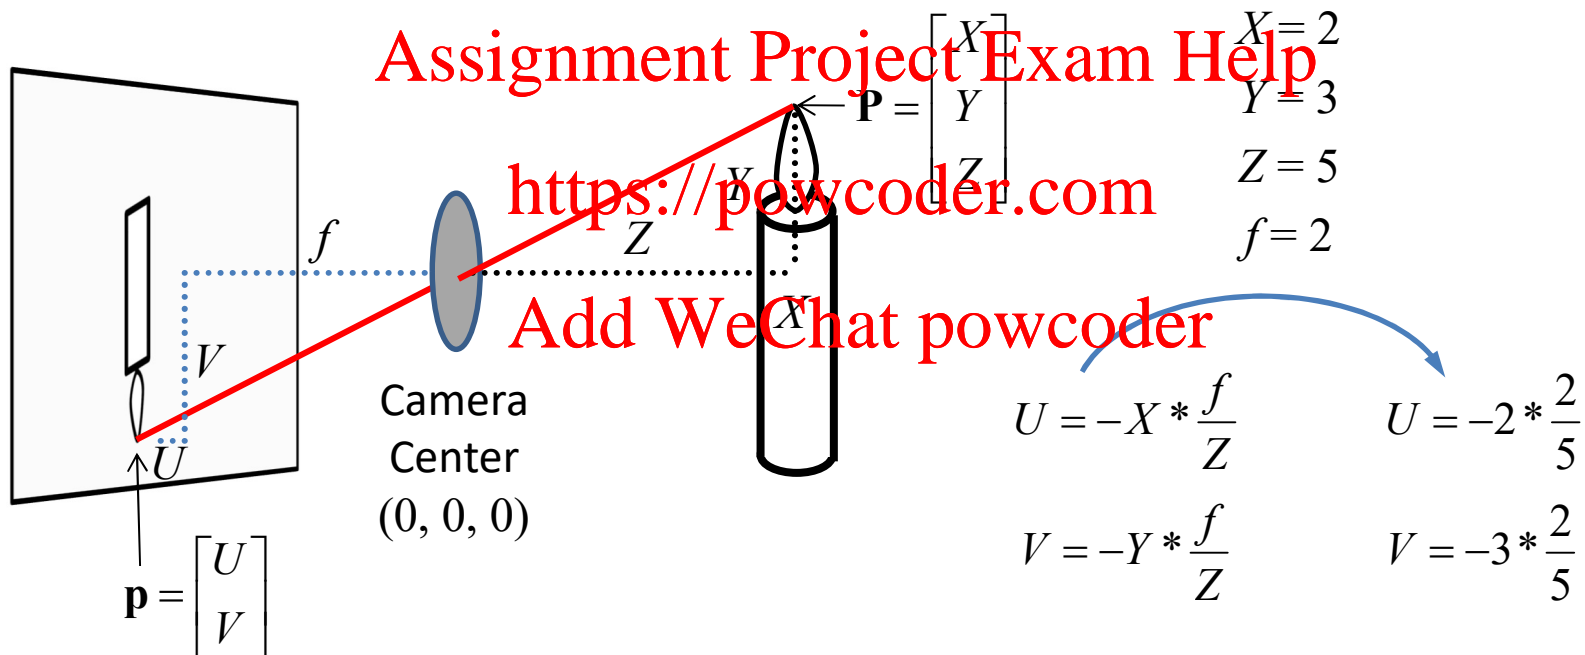 Assignment Project Exam Help
https://powcoder.com
Add WeChat powcoder
P = [X Y Z]
X = 2
Y = 3
Z = 5
f = 2
f
Z
Y
X
V
U
Camera
Center
(0, 0, 0)
p = [U V]
U = −X * f/Z
U = −2 * 2/5
V = −Y * f/Z
V = −3 * 2/5